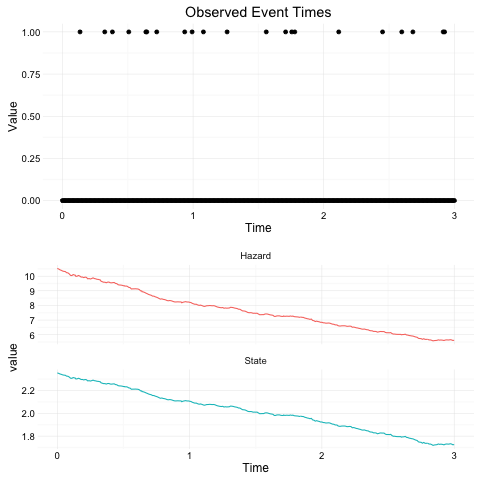 Observed Event Times
Value
1.00
0.75
0.50
0.25
0.00
0 1 2 3
Time
Hazard
10
9
8
7
6
value
State
2.2
2.0
1.8
0 1 2 3
Time